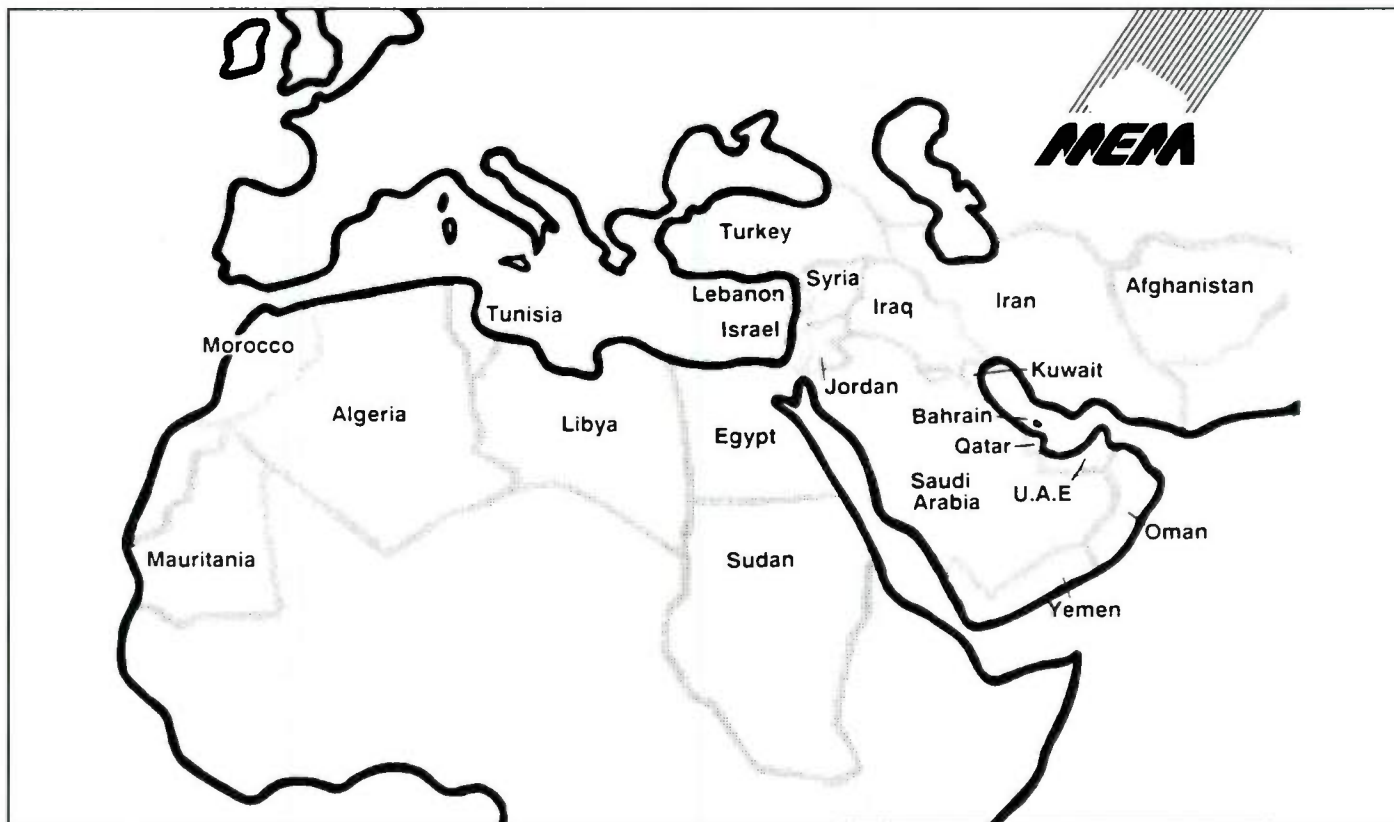 MEM
Turkey
Syria
Lebanon
Iraq
Iran
Afghanistan
Tunisia
Israel
Morocco
Kuwait
Jordan
Algeria
Libya
Egypt
Bahrain
Qatar
Saudi
Arabia
U.A.E
Oman
Mauritania
Sudan
Yemen